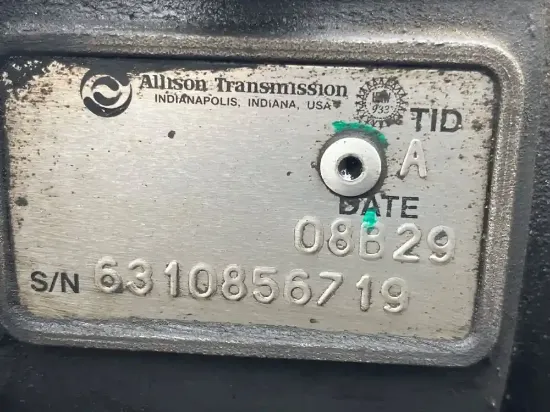 Allison Transmission
INDIANAPOLIS, INDIANA, USA
TID
A
DATE
08B29
S/N 6310856719